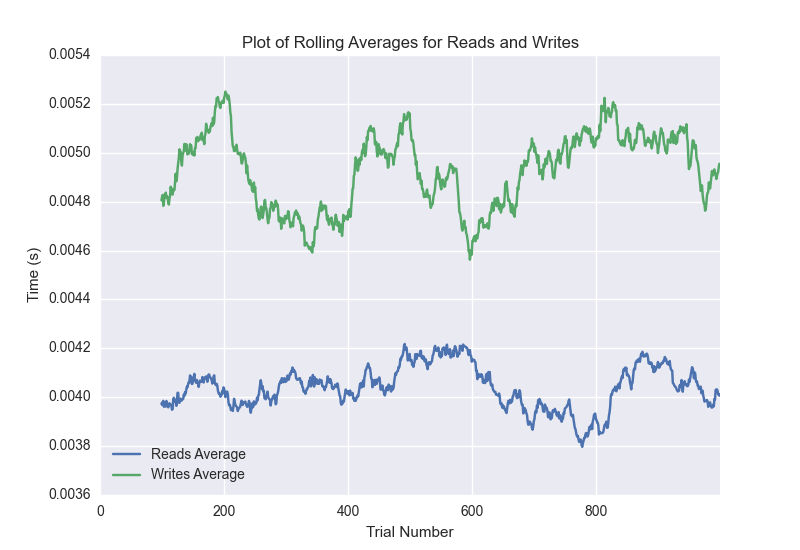 Plot of Rolling Averages for Reads and Writes
0.0054
0.0052
0.0050
0.0048
0.0046
0.0044
0.0042
0.0040
0.0038
0.0036
Time (s)
Reads Average
Writes Average
0 200 400 600 800
Trial Number